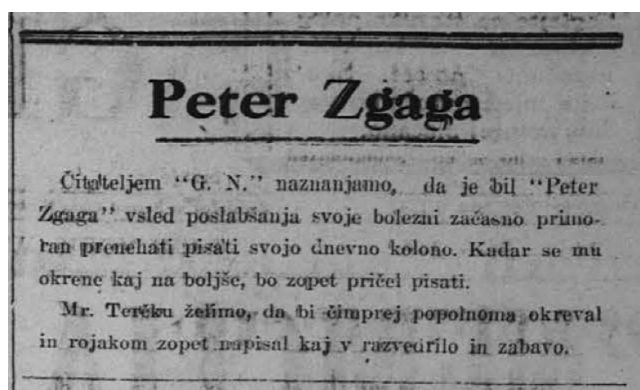 Peter Zgaga
Čitateljem "G. N." naznanjamo, da je bil "Peter
Zgaga" vsled poslabšanja svoje bolezni začasno primo-
ran prenehati pisati svojo dnevno kolono. Kadar se mu
okrene kaj na boljše, bo zopet pričel pisati.
Mr. Terčku želimo, da bi čimprej popolnoma okreval
in rojakom zopet napisal kaj v razvedrilo in zabavo.